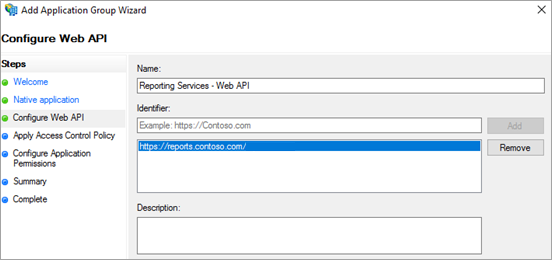 Add Application Group Wizard
Configure Web API
Steps
Welcome
Native application
Configure Web API
Apply Access Control Policy
Configure Application
Permissions
Summary
Complete
Name:
Reporting Services - Web API
Identifier:
Example: https://Contoso.com
Add
https://reports.contoso.com/
Remove
Description: